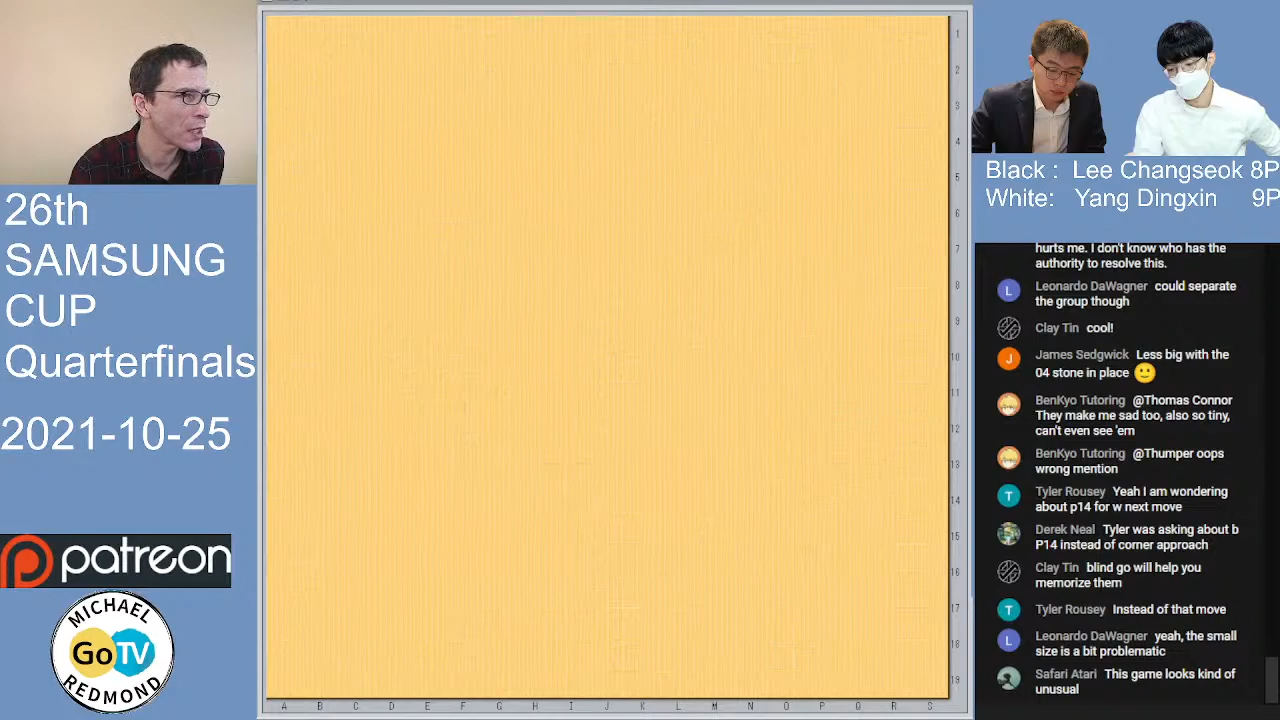 26th
SAMSUNG
CUP
Quarterfinals
2021-10-25
patreon
MICHAEL
Go TV
REDMOND
1
2
3
4
5
6
7
8
9
10
11
12
13
14
15
16
17
18
19
A B C D E F G H I J K L M N O P Q R S
Black : Lee Changseok 8P
White: Yang Dingxin 9P
hurts me. I don't know who has the
authority to resolve this.
L Leonardo DaWagner could separate
the group though
Clay Tin cool!
J James Sedgwick Less big with the
04 stone in place 🙂
BenKyo Tutoring @Thomas Connor
They make me sad too, also so tiny,
can't even see 'em
BenKyo Tutoring @Thumper oops
wrong mention
T Tyler Rousey Yeah I am wondering
about p14 for w next move
Derek Neal Tyler was asking about b
P14 instead of corner approach
Clay Tin blind go will help you
memorize them
T Tyler Rousey Instead of that move
L Leonardo DaWagner yeah, the small
size is a bit problematic
Safari Atari This game looks kind of
unusual